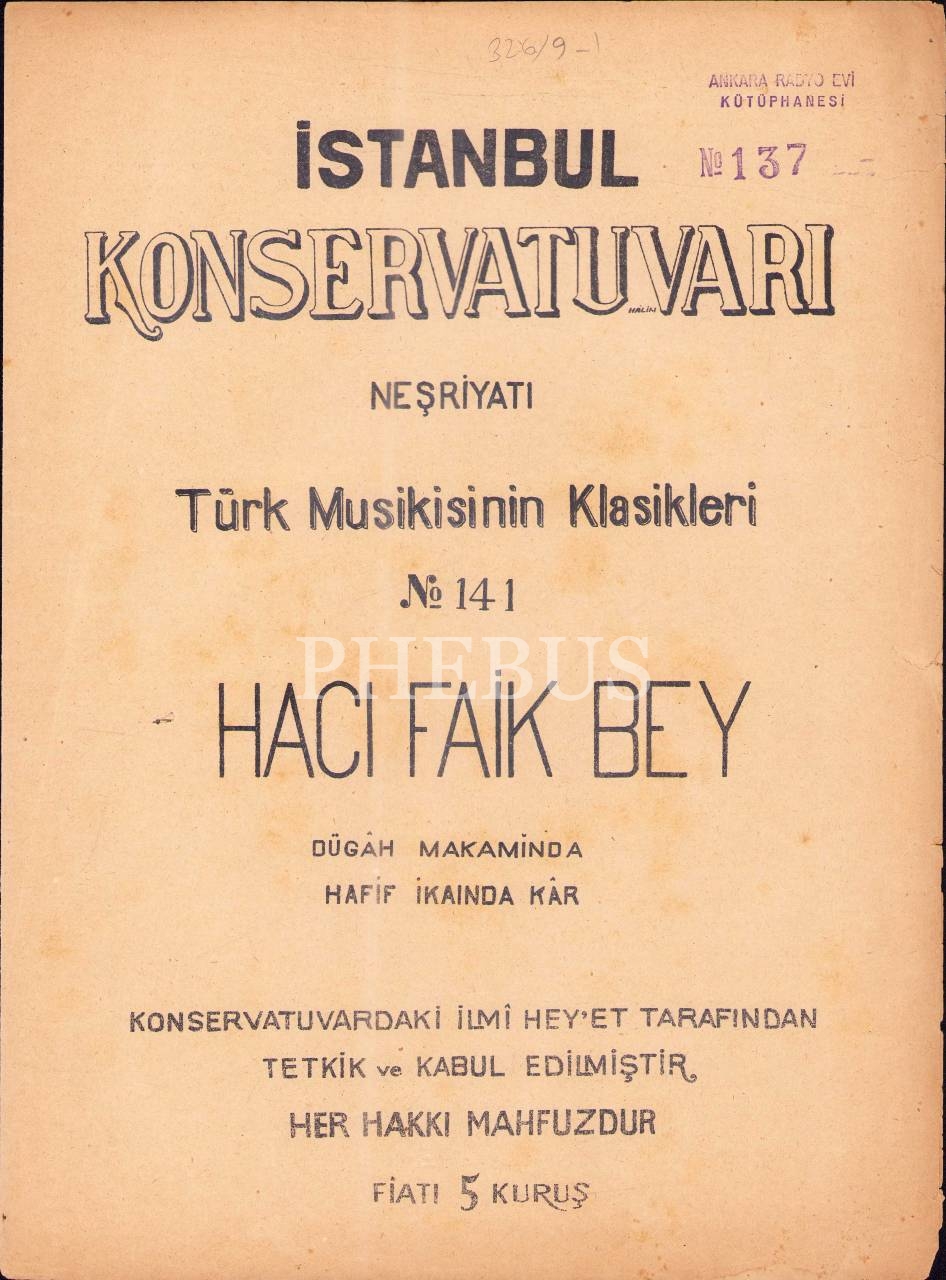 326/9-1
ANKARA RADYO EVİ
KÜTÜPHANESİ
№ 137
İSTANBUL
KONSERVATUVARI
HALİM
NEŞRİYATI
Türk Musikisinin Klasikleri
№ 141
PHEBUS
HACI FAİK BEY
DÜGÂH MAKAMİNDA
HAFİF İKAINDA KÂR
KONSERVATUVARDAKİ İLMÎ HEY'ET TARAFINDAN
TETKİK ve KABUL EDİLMİŞTİR.
HER HAKKI MAHFUZDUR
FİATI 5 KURUŞ